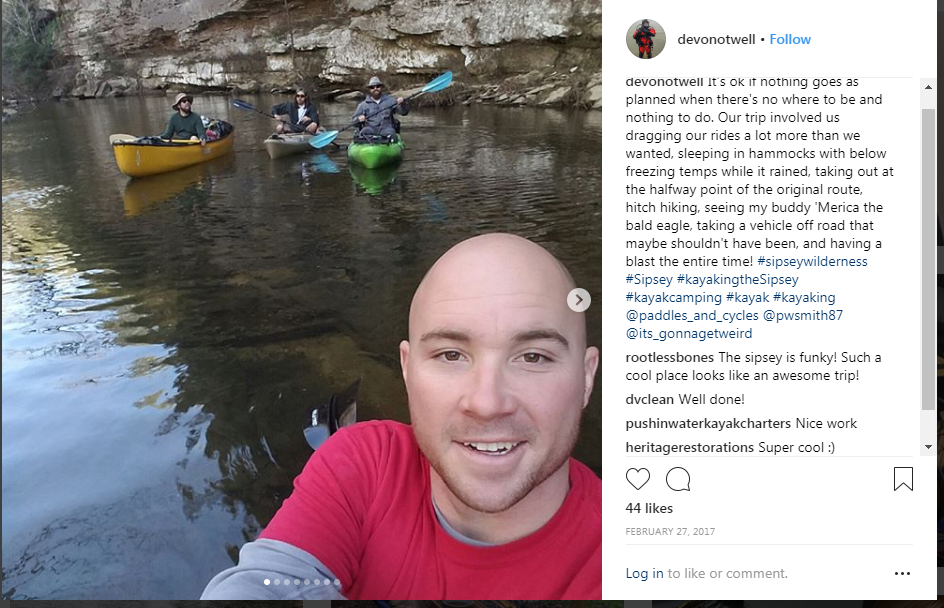 devonotwell • Follow
devonotwell It's ok if nothing goes as
planned when there's no where to be and
nothing to do. Our trip involved us
dragging our rides a lot more than we
wanted, sleeping in hammocks with below
freezing temps while it rained, taking out at
the halfway point of the original route,
hitch hiking, seeing my buddy 'Merica the
bald eagle, taking a vehicle off road that
maybe shouldn't have been, and having a
blast the entire time! #sipseywilderness
#Sipsey #kayakingtheSipsey
#kayakcamping #kayak #kayaking
@paddles_and_cycles @pwsmith87
@its_gonnagetweird
rootlessbones The sipsey is funky! Such a
cool place looks like an awesome trip!
dvclean Well done!
pushinwaterkayakcharters Nice work
heritagerestorations Super cool :)
44 likes
FEBRUARY 27, 2017
Log in to like or comment.